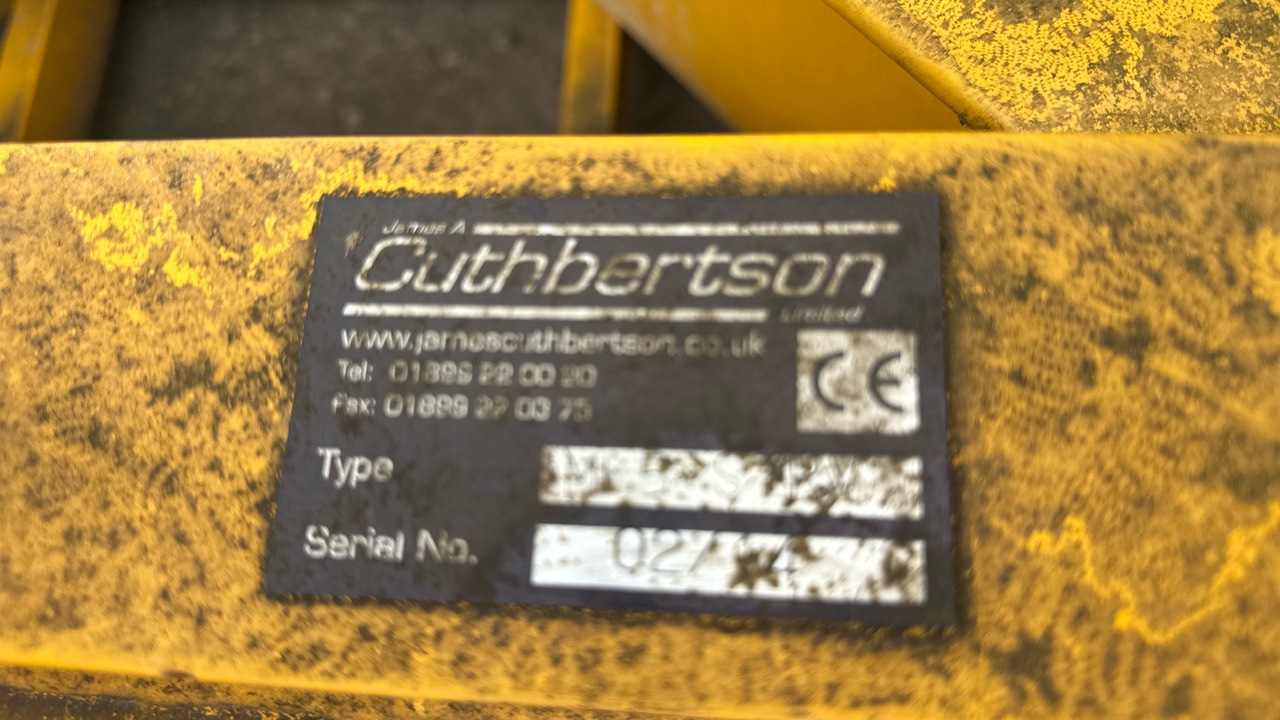 James A
Cuthbertson
Limited
www.jamescuthbertson.co.uk
Tel: 01899 22 00 20
Fax: 01899 22 03 75
CE
Type
Serial No.